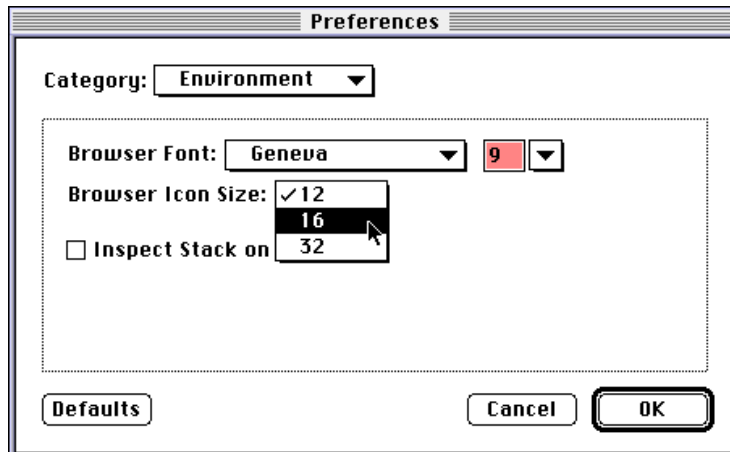 Preferences
Category: Environment
Browser Font: Geneva 9
Browser Icon Size: ✓12
16
Inspect Stack on 32
Defaults Cancel OK